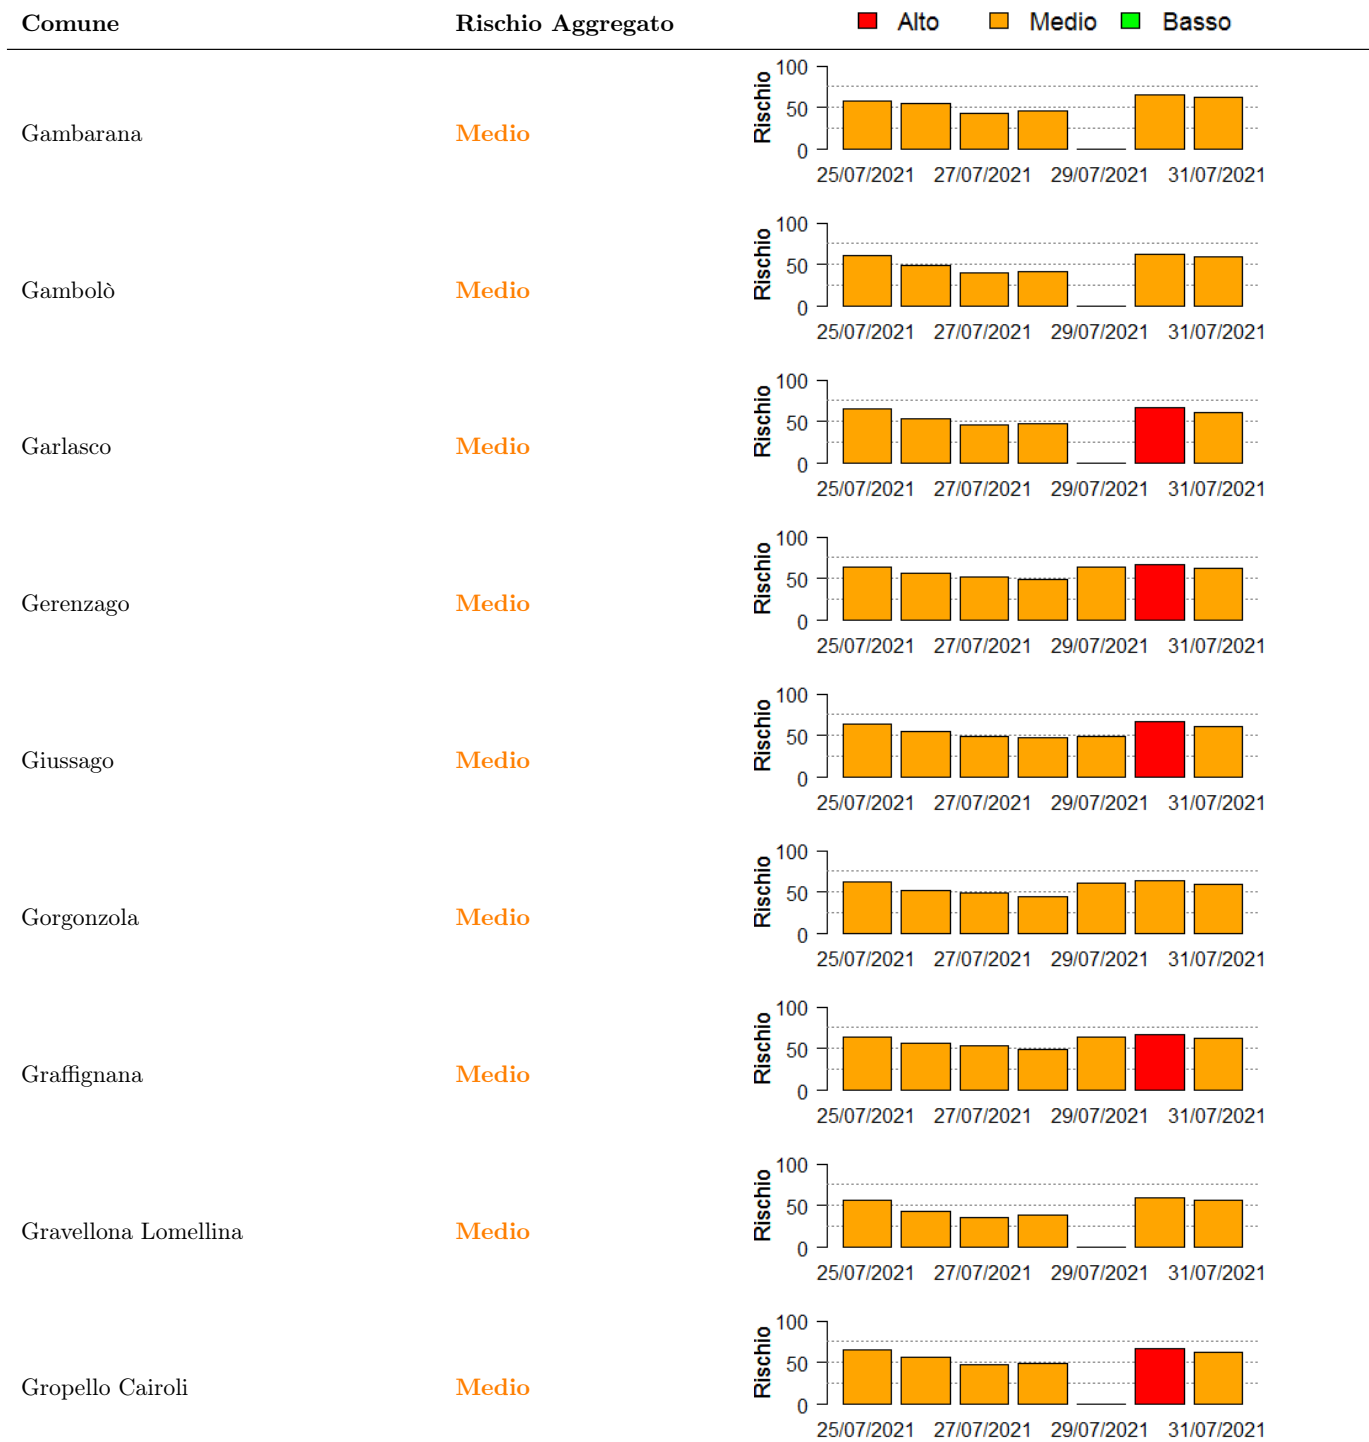 Comune Rischio Aggregato Alto Medio Basso
Gambarana Medio
Rischio
100
50
0
25/07/2021 27/07/2021 29/07/2021 31/07/2021
Gambolò Medio
Rischio
100
50
0
25/07/2021 27/07/2021 29/07/2021 31/07/2021
Garlasco Medio
Rischio
100
50
0
25/07/2021 27/07/2021 29/07/2021 31/07/2021
Gerenzago Medio
Rischio
100
50
0
25/07/2021 27/07/2021 29/07/2021 31/07/2021
Giussago Medio
Rischio
100
50
0
25/07/2021 27/07/2021 29/07/2021 31/07/2021
Gorgonzola Medio
Rischio
100
50
0
25/07/2021 27/07/2021 29/07/2021 31/07/2021
Graffignana Medio
Rischio
100
50
0
25/07/2021 27/07/2021 29/07/2021 31/07/2021
Gravellona Lomellina Medio
Rischio
100
50
0
25/07/2021 27/07/2021 29/07/2021 31/07/2021
Gropello Cairoli Medio
Rischio
100
50
0
25/07/2021 27/07/2021 29/07/2021 31/07/2021